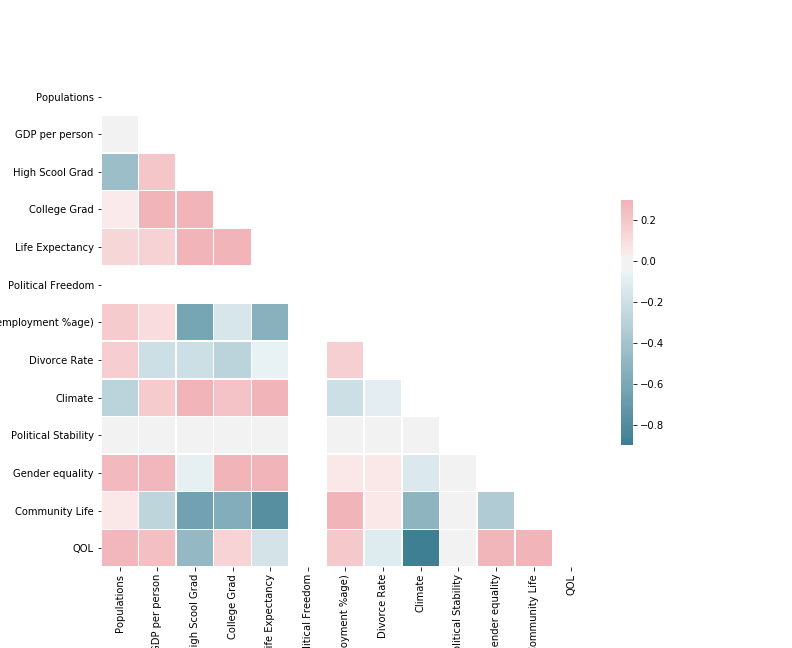 Populations
GDP per person
High Scool Grad
College Grad
Life Expectancy
Political Freedom
employment %age)
Divorce Rate
Climate
Political Stability
Gender equality
Community Life
QOL
0.2
0.0
−0.2
−0.4
−0.6
−0.8
Populations
GDP per person
igh Scool Grad
College Grad
ife Expectancy
litical Freedom
oyment %age)
Divorce Rate
Climate
olitical Stability
ender equality
ommunity Life
QOL